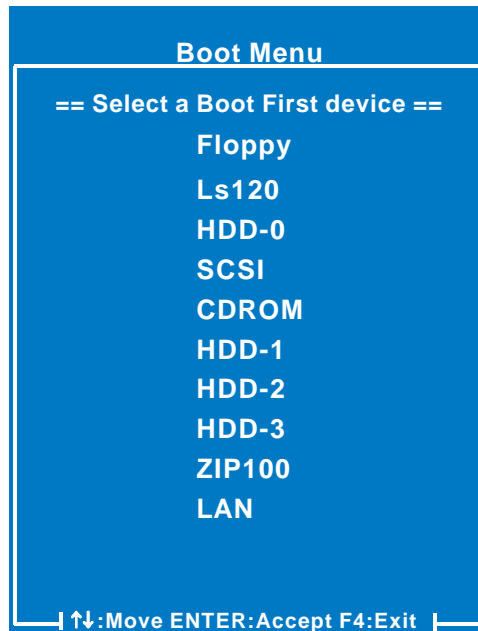 Boot Menu
== Select a Boot First device ==
Floppy
Ls120
HDD-0
SCSI
CDROM
HDD-1
HDD-2
HDD-3
ZIP100
LAN
↑↓:Move ENTER:Accept F4:Exit